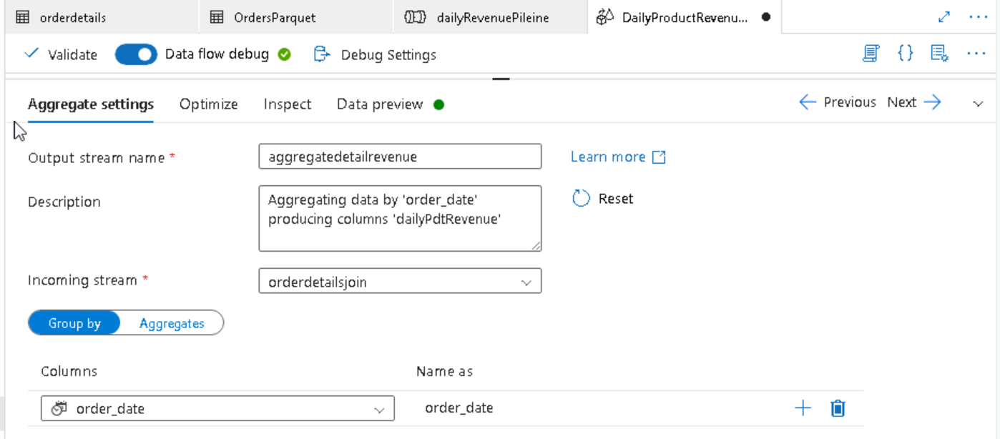 orderdetails
OrdersParquet
dailyRevenuePileine
DailyProductRevenu...
Validate
Data flow debug
Debug Settings
{}
Aggregate settings
Optimize
Inspect
Data preview
Previous
Next
Output stream name *
aggregatedetailrevenue
Learn more
Description
Aggregating data by 'order_date'
producing columns 'dailyPdtRevenue'
Reset
Incoming stream *
orderdetailsjoin
Group by
Aggregates
Columns
Name as
order_date
order_date